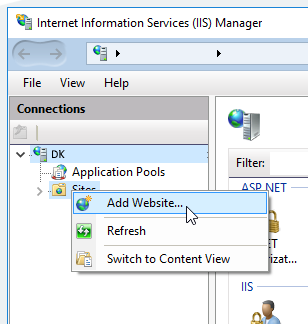 Internet Information Services (IIS) Manager
File View Help
Connections
DK
Application Pools
Sites
Add Website...
Refresh
Switch to Content View
Filter:
ASP.NET
IIS